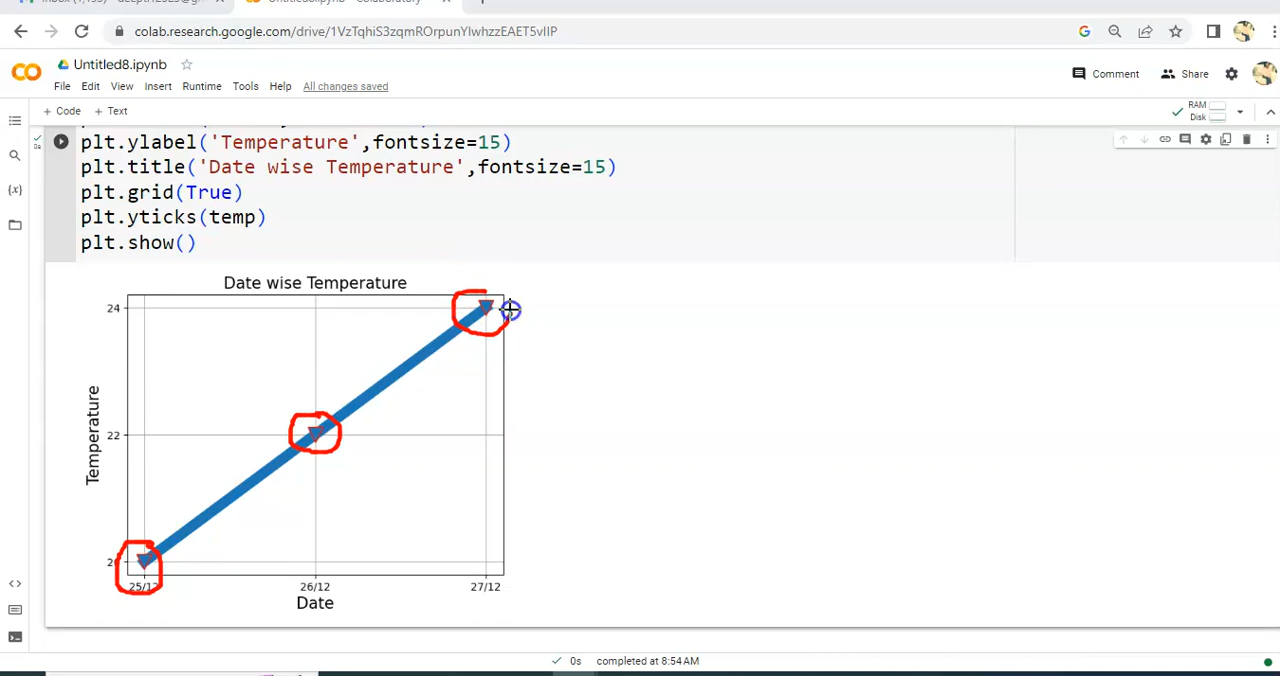 colab.research.google.com/drive/1VzTqhiS3zqmROrpunYIwhzzEAET5vIIP
Untitled8.ipynb
File Edit View Insert Runtime Tools Help All changes saved
Comment Share
+ Code + Text
RAM
Disk
plt.ylabel('Temperature',fontsize=15)
plt.title('Date wise Temperature',fontsize=15)
plt.grid(True)
plt.yticks(temp)
plt.show()
Date wise Temperature
24
22
Temperature
25/12 26/12 27/12
Date
0s completed at 8:54 AM